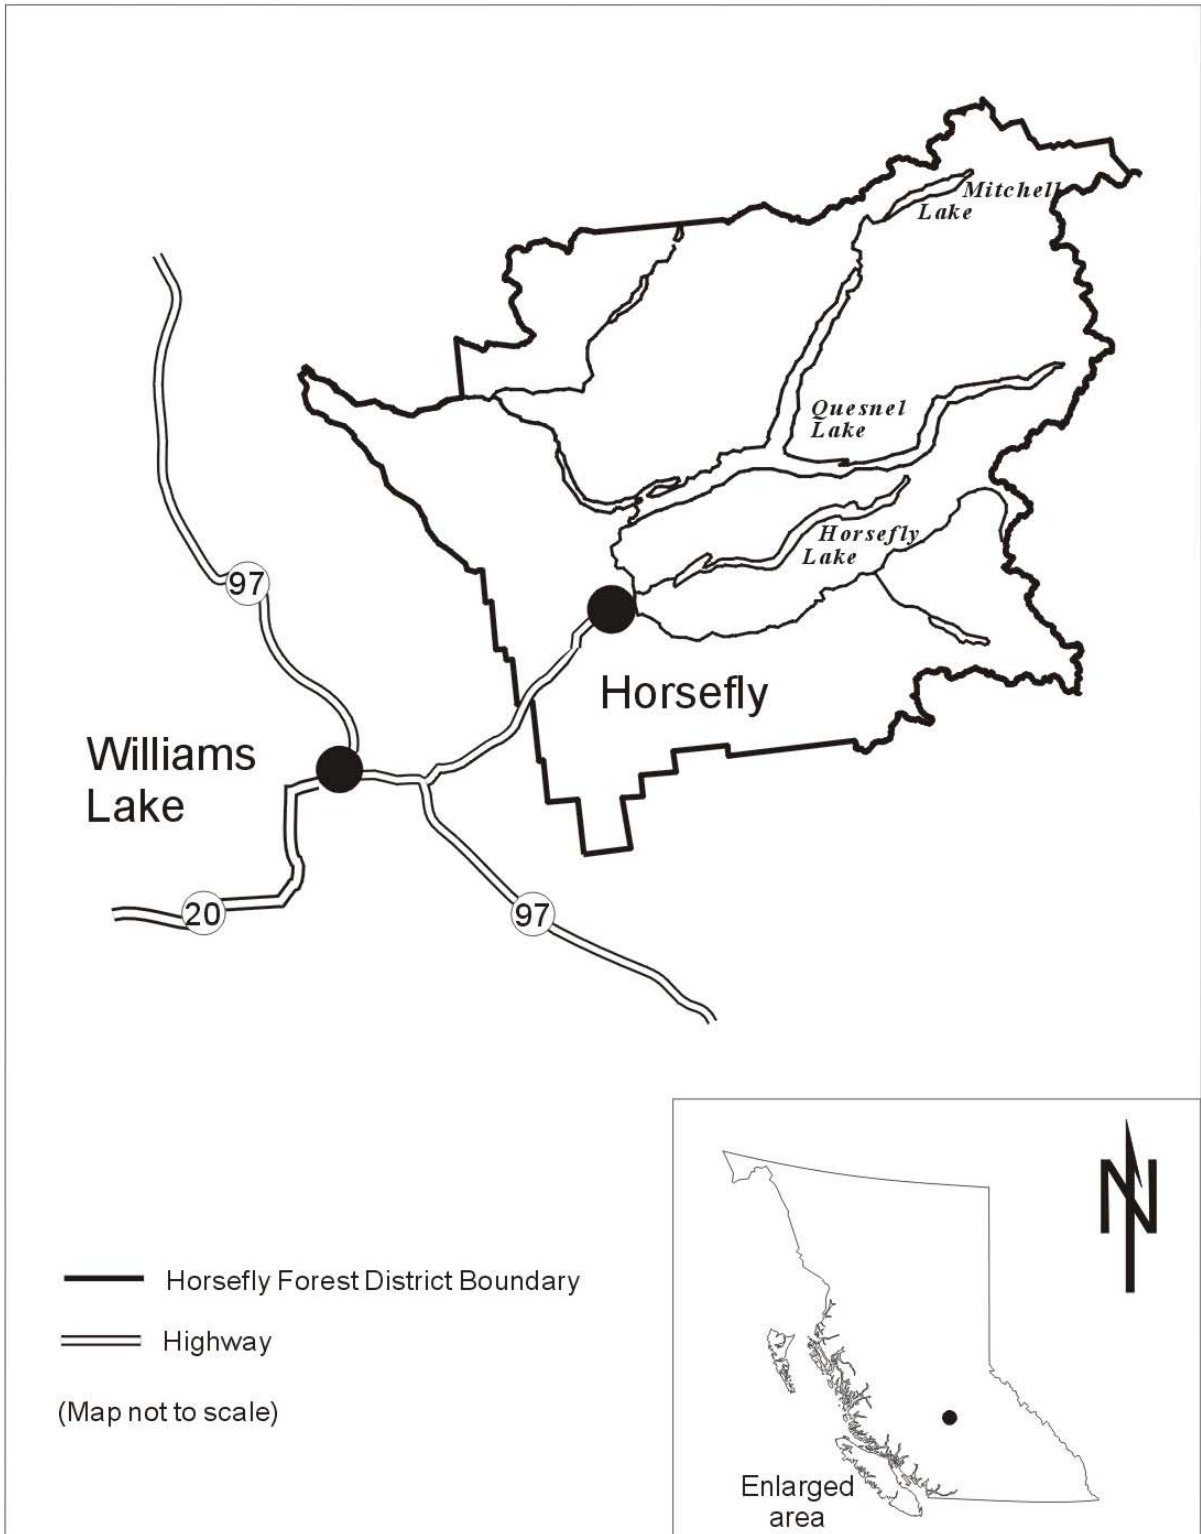 Mitchell
Lake
Quesnel
Lake
Horsefly
Lake
97
Horsefly
Williams
Lake
20
97
N
Horsefly Forest District Boundary
Highway
(Map not to scale)
Enlarged
area